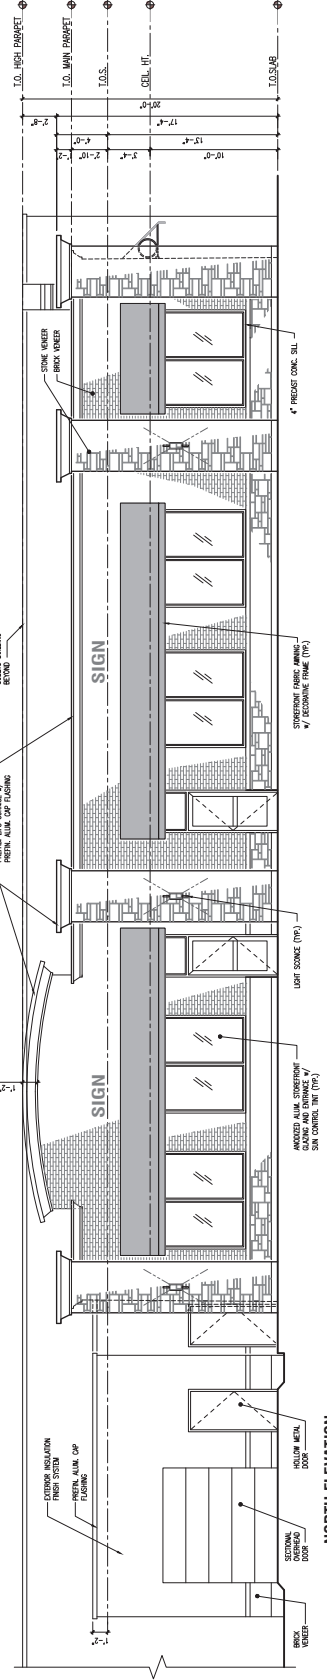 T.O. HIGH PARAPET
T.O. MAIN PARAPET
T.O.S.
CEIL. HT.
T.O.SLAB
20'-0"
2'-8"
17'-4"
4'-0"
13'-4"
1'-2"
2'-10"
3'-4"
10'-0"
BEYOND
PREFIN. ALUM. CAP FLASHING
1'-2"
STONE VENEER
BRICK VENEER
SIGN
SIGN
EXTERIOR INSULATION
FINISH SYSTEM
PREFIN. ALUM. CAP
FLASHING
1'-2"
BRICK
VENEER
SECTIONAL
OVERHEAD
DOOR
HOLLOW METAL
DOOR
ANODIZED ALUM. STOREFRONT
GLAZING AND ENTRANCE w/
SUN CONTROL TINT (TYP.)
LIGHT SCONCE (TYP.)
STOREFRONT FABRIC AWNING
w/ DECORATIVE FRAME (TYP.)
4" PRECAST CONC. SILL
NORTH ELEVATION